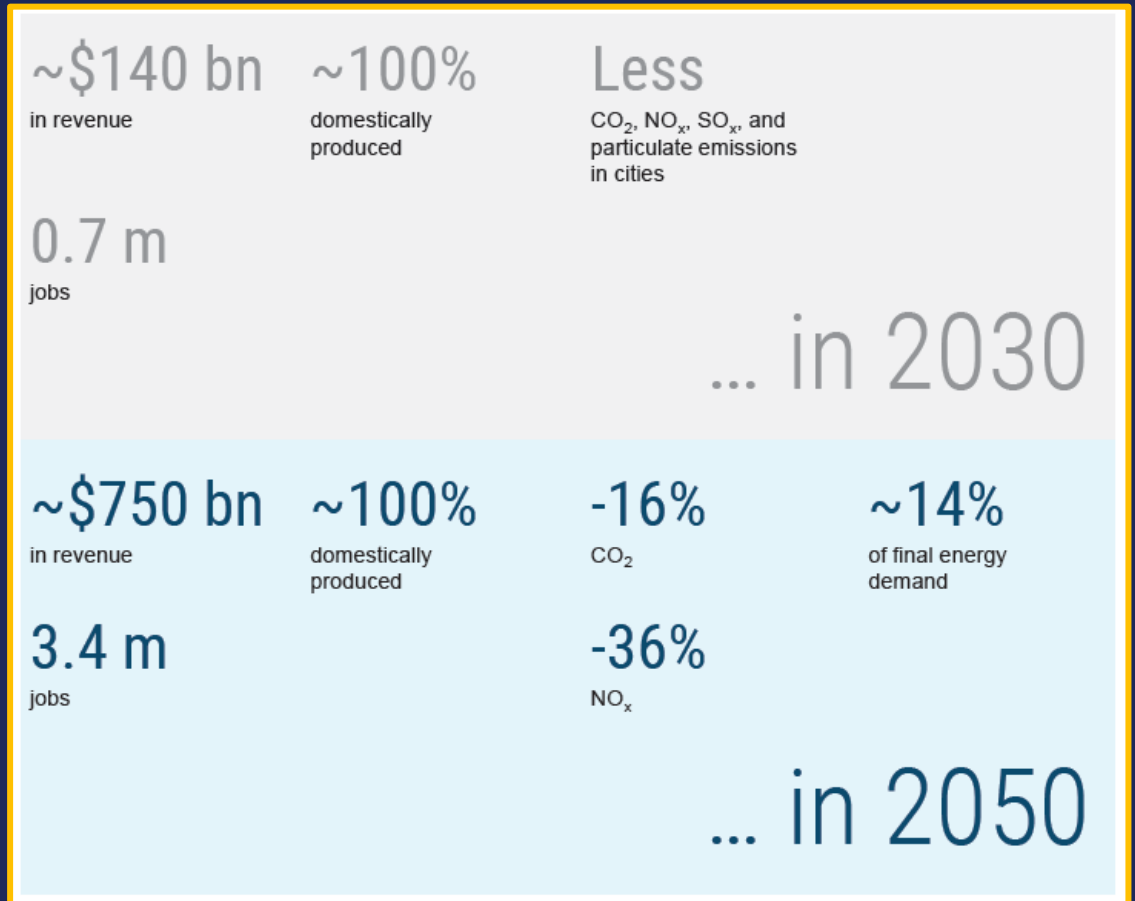 ~$140 bn
in revenue
~100%
domestically
produced
Less
CO₂, NOₓ, SOₓ, and
particulate emissions
in cities
0.7 m
jobs
... in 2030
~$750 bn
in revenue
~100%
domestically
produced
-16%
CO₂
~14%
of final energy
demand
3.4 m
jobs
-36%
NOₓ
... in 2050